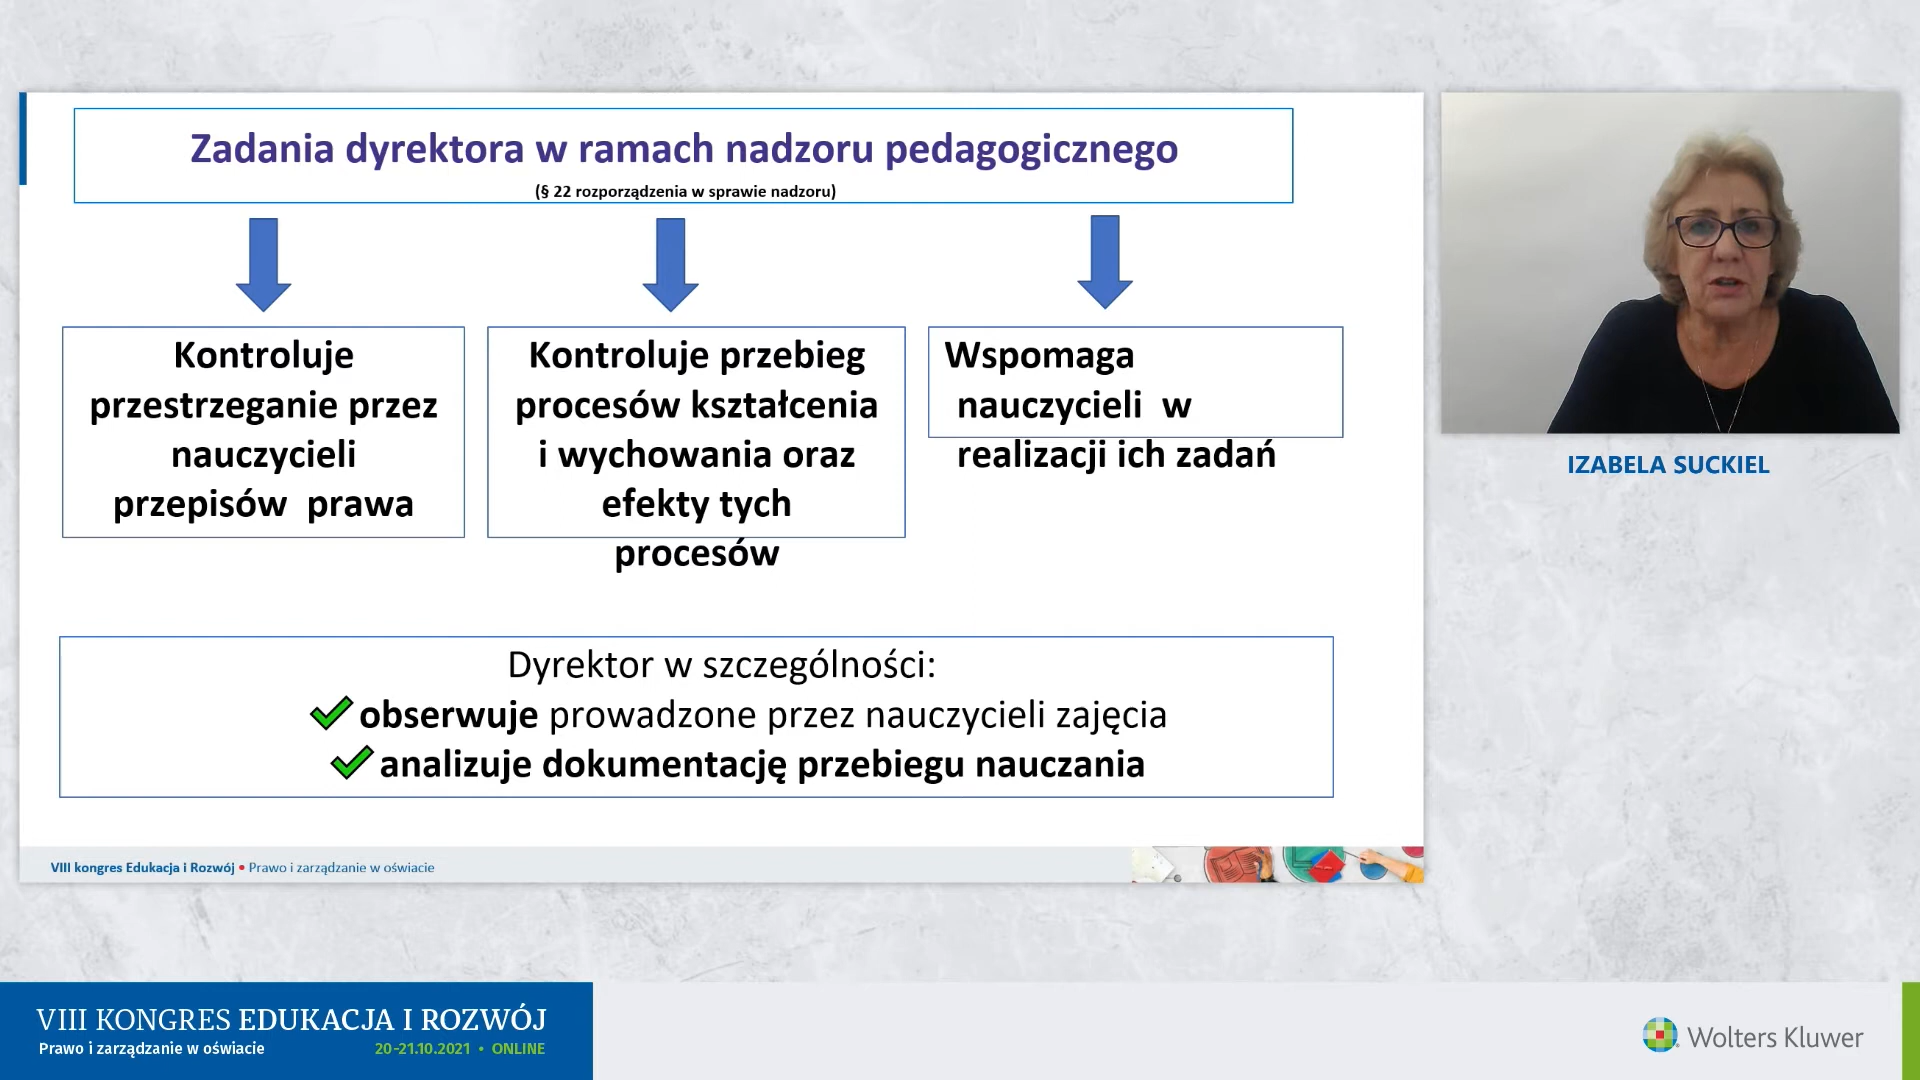 Zadania dyrektora w ramach nadzoru pedagogicznego
(§ 22 rozporządzenia w sprawie nadzoru)
Kontroluje
przestrzeganie przez
nauczycieli
przepisów prawa
Kontroluje przebieg
procesów kształcenia
i wychowania oraz
efekty tych
procesów
Wspomaga
nauczycieli w
realizacji ich zadań
Dyrektor w szczególności:
obserwuje prowadzone przez nauczycieli zajęcia
analizuje dokumentację przebiegu nauczania
VIII kongres Edukacja i Rozwój • Prawo i zarządzanie w oświacie
IZABELA SUCKIEL
VIII KONGRES EDUKACJA I ROZWÓJ
Prawo i zarządzanie w oświacie 20-21.10.2021 • ONLINE
Wolters Kluwer